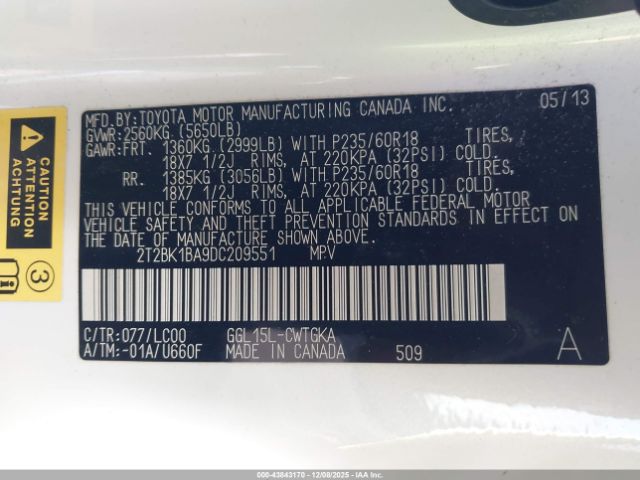 MFD.BY:TOYOTA MOTOR MANUFACTURING CANADA INC. 05/13
GVWR:2560KG (5650LB)
GAWR:FRT. 1360KG (2999LB) WITH P235/60R18 TIRES,
18X7 1/2J RIMS, AT 220KPA (32PSI) COLD.
RR. 1385KG (3056LB) WITH P235/60R18 TIRES,
18X7 1/2J RIMS, AT 220KPA (32PSI) COLD.
THIS VEHICLE CONFORMS TO ALL APPLICABLE FEDERAL MOTOR
VEHICLE SAFETY AND THEFT PREVENTION STANDARDS IN EFFECT ON
THE DATE OF MANUFACTURE SHOWN ABOVE.
2T2BK1BA9DC209551 MPV
C/TR:077/LC00 GGL15L-CWTGKA
A/TM:-01A/U660F MADE IN CANADA 509 A
CAUTION
ACHTUNG
ATTENTION
ATENCIÓN
3
000-43843170 • 12/08/2025 • IAAI.COM